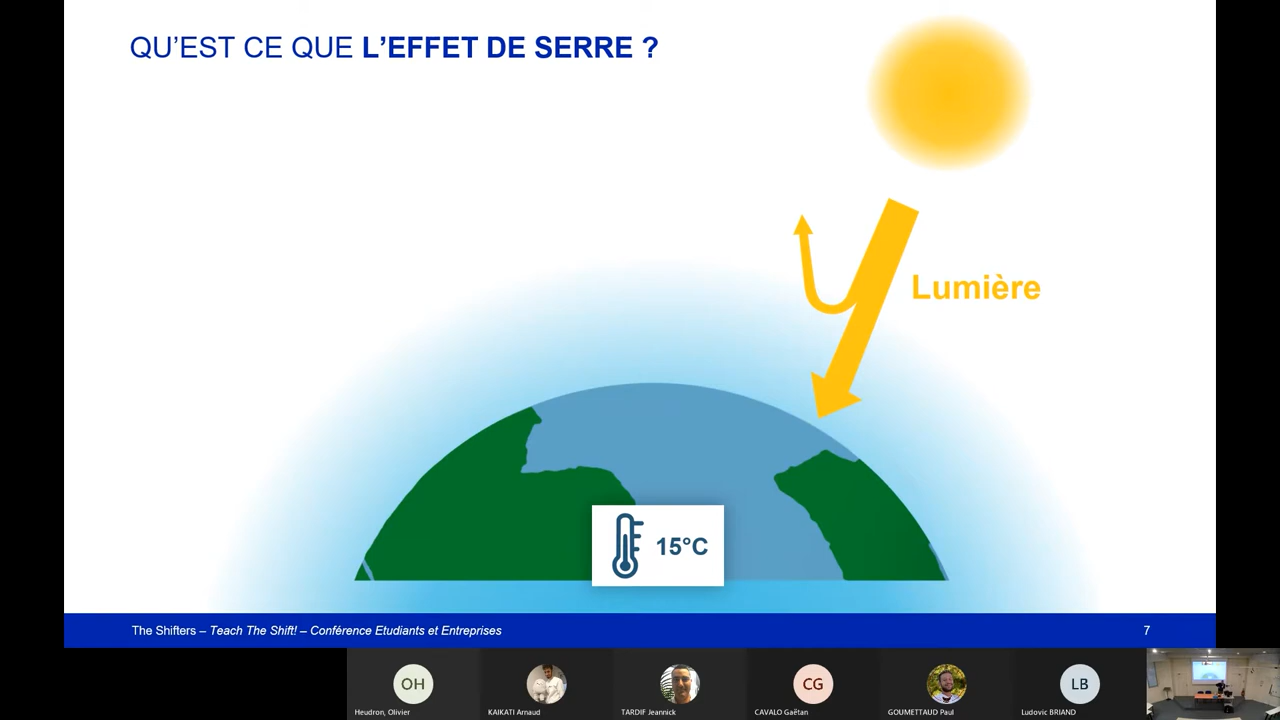 QU'EST CE QUE L'EFFET DE SERRE ?
Lumière
15°C
The Shifters – Teach The Shift! – Conférence Etudiants et Entreprises
7
OH
CG
LB
Heudron, Olivier
KAIKATI Arnaud
TARDIF Jeannick
CAVALO Gaëtan
GOUMETTAUD Paul
Ludovic BRIAND